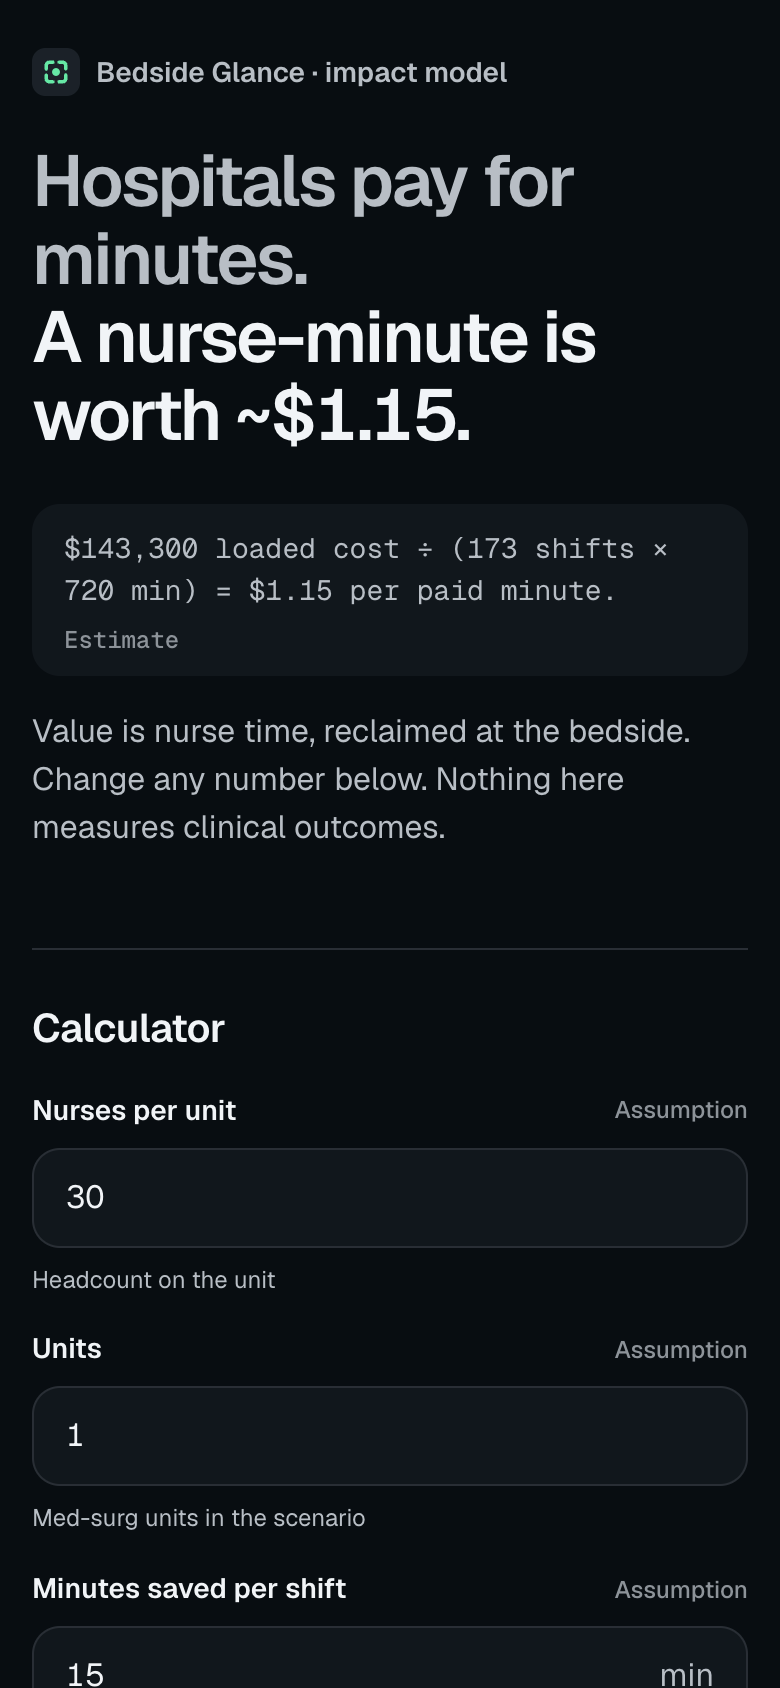 Bedside Glance · impact model
Hospitals pay for
minutes.
A nurse-minute is
worth ~$1.15.
$143,300 loaded cost ÷ (173 shifts ×
720 min) = $1.15 per paid minute.
Estimate
Value is nurse time, reclaimed at the bedside.
Change any number below. Nothing here
measures clinical outcomes.
Calculator
Nurses per unit Assumption
30
Headcount on the unit
Units Assumption
1
Med-surg units in the scenario
Minutes saved per shift Assumption
15 min